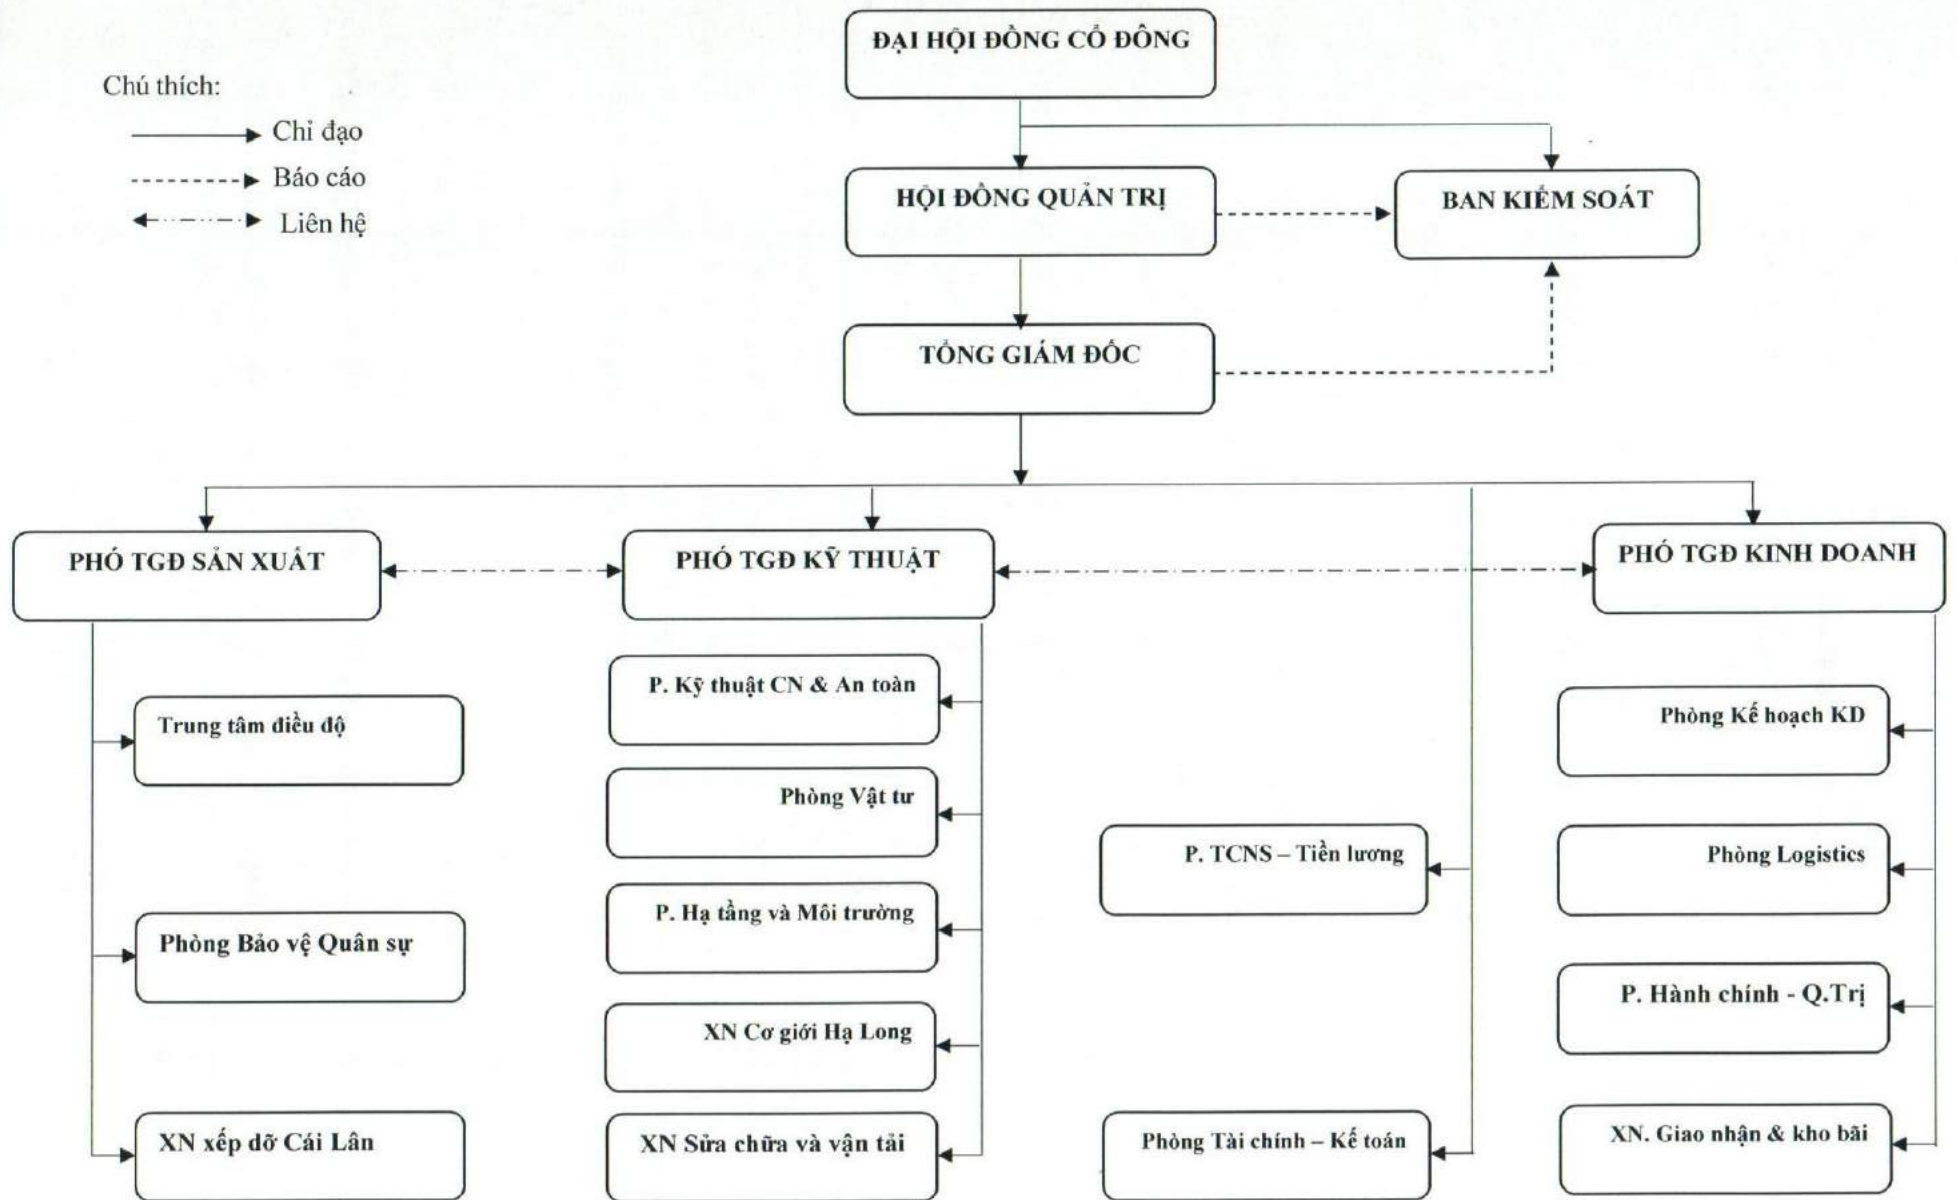 ĐẠI HỘI ĐỒNG CỔ ĐÔNG
Chú thích:
Chỉ đạo
Báo cáo
Liên hệ
HỘI ĐỒNG QUẢN TRỊ
BAN KIỂM SOÁT
TỔNG GIÁM ĐỐC
PHÓ TGĐ SẢN XUẤT
PHÓ TGĐ KỸ THUẬT
PHÓ TGĐ KINH DOANH
Trung tâm điều độ
Phòng Bảo vệ Quân sự
XN xếp dỡ Cái Lân
P. Kỹ thuật CN & An toàn
Phòng Vật tư
P. Hạ tầng và Môi trường
XN Cơ giới Hạ Long
XN Sửa chữa và vận tải
P. TCNS – Tiền lương
Phòng Tài chính – Kế toán
Phòng Kế hoạch KD
Phòng Logistics
P. Hành chính - Q.Trị
XN. Giao nhận & kho bãi